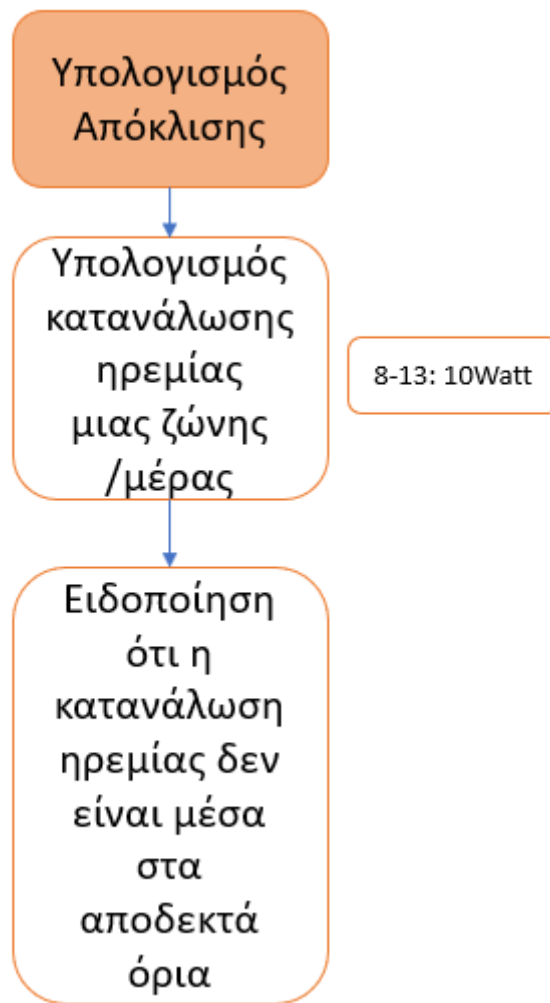 Υπολογισμός
Απόκλισης
Υπολογισμός
κατανάλωσης
ηρεμίας
μιας ζώνης
/μέρας
8-13: 10Watt
Ειδοποίηση
ότι η
κατανάλωση
ηρεμίας δεν
είναι μέσα
στα
αποδεκτά
όρια